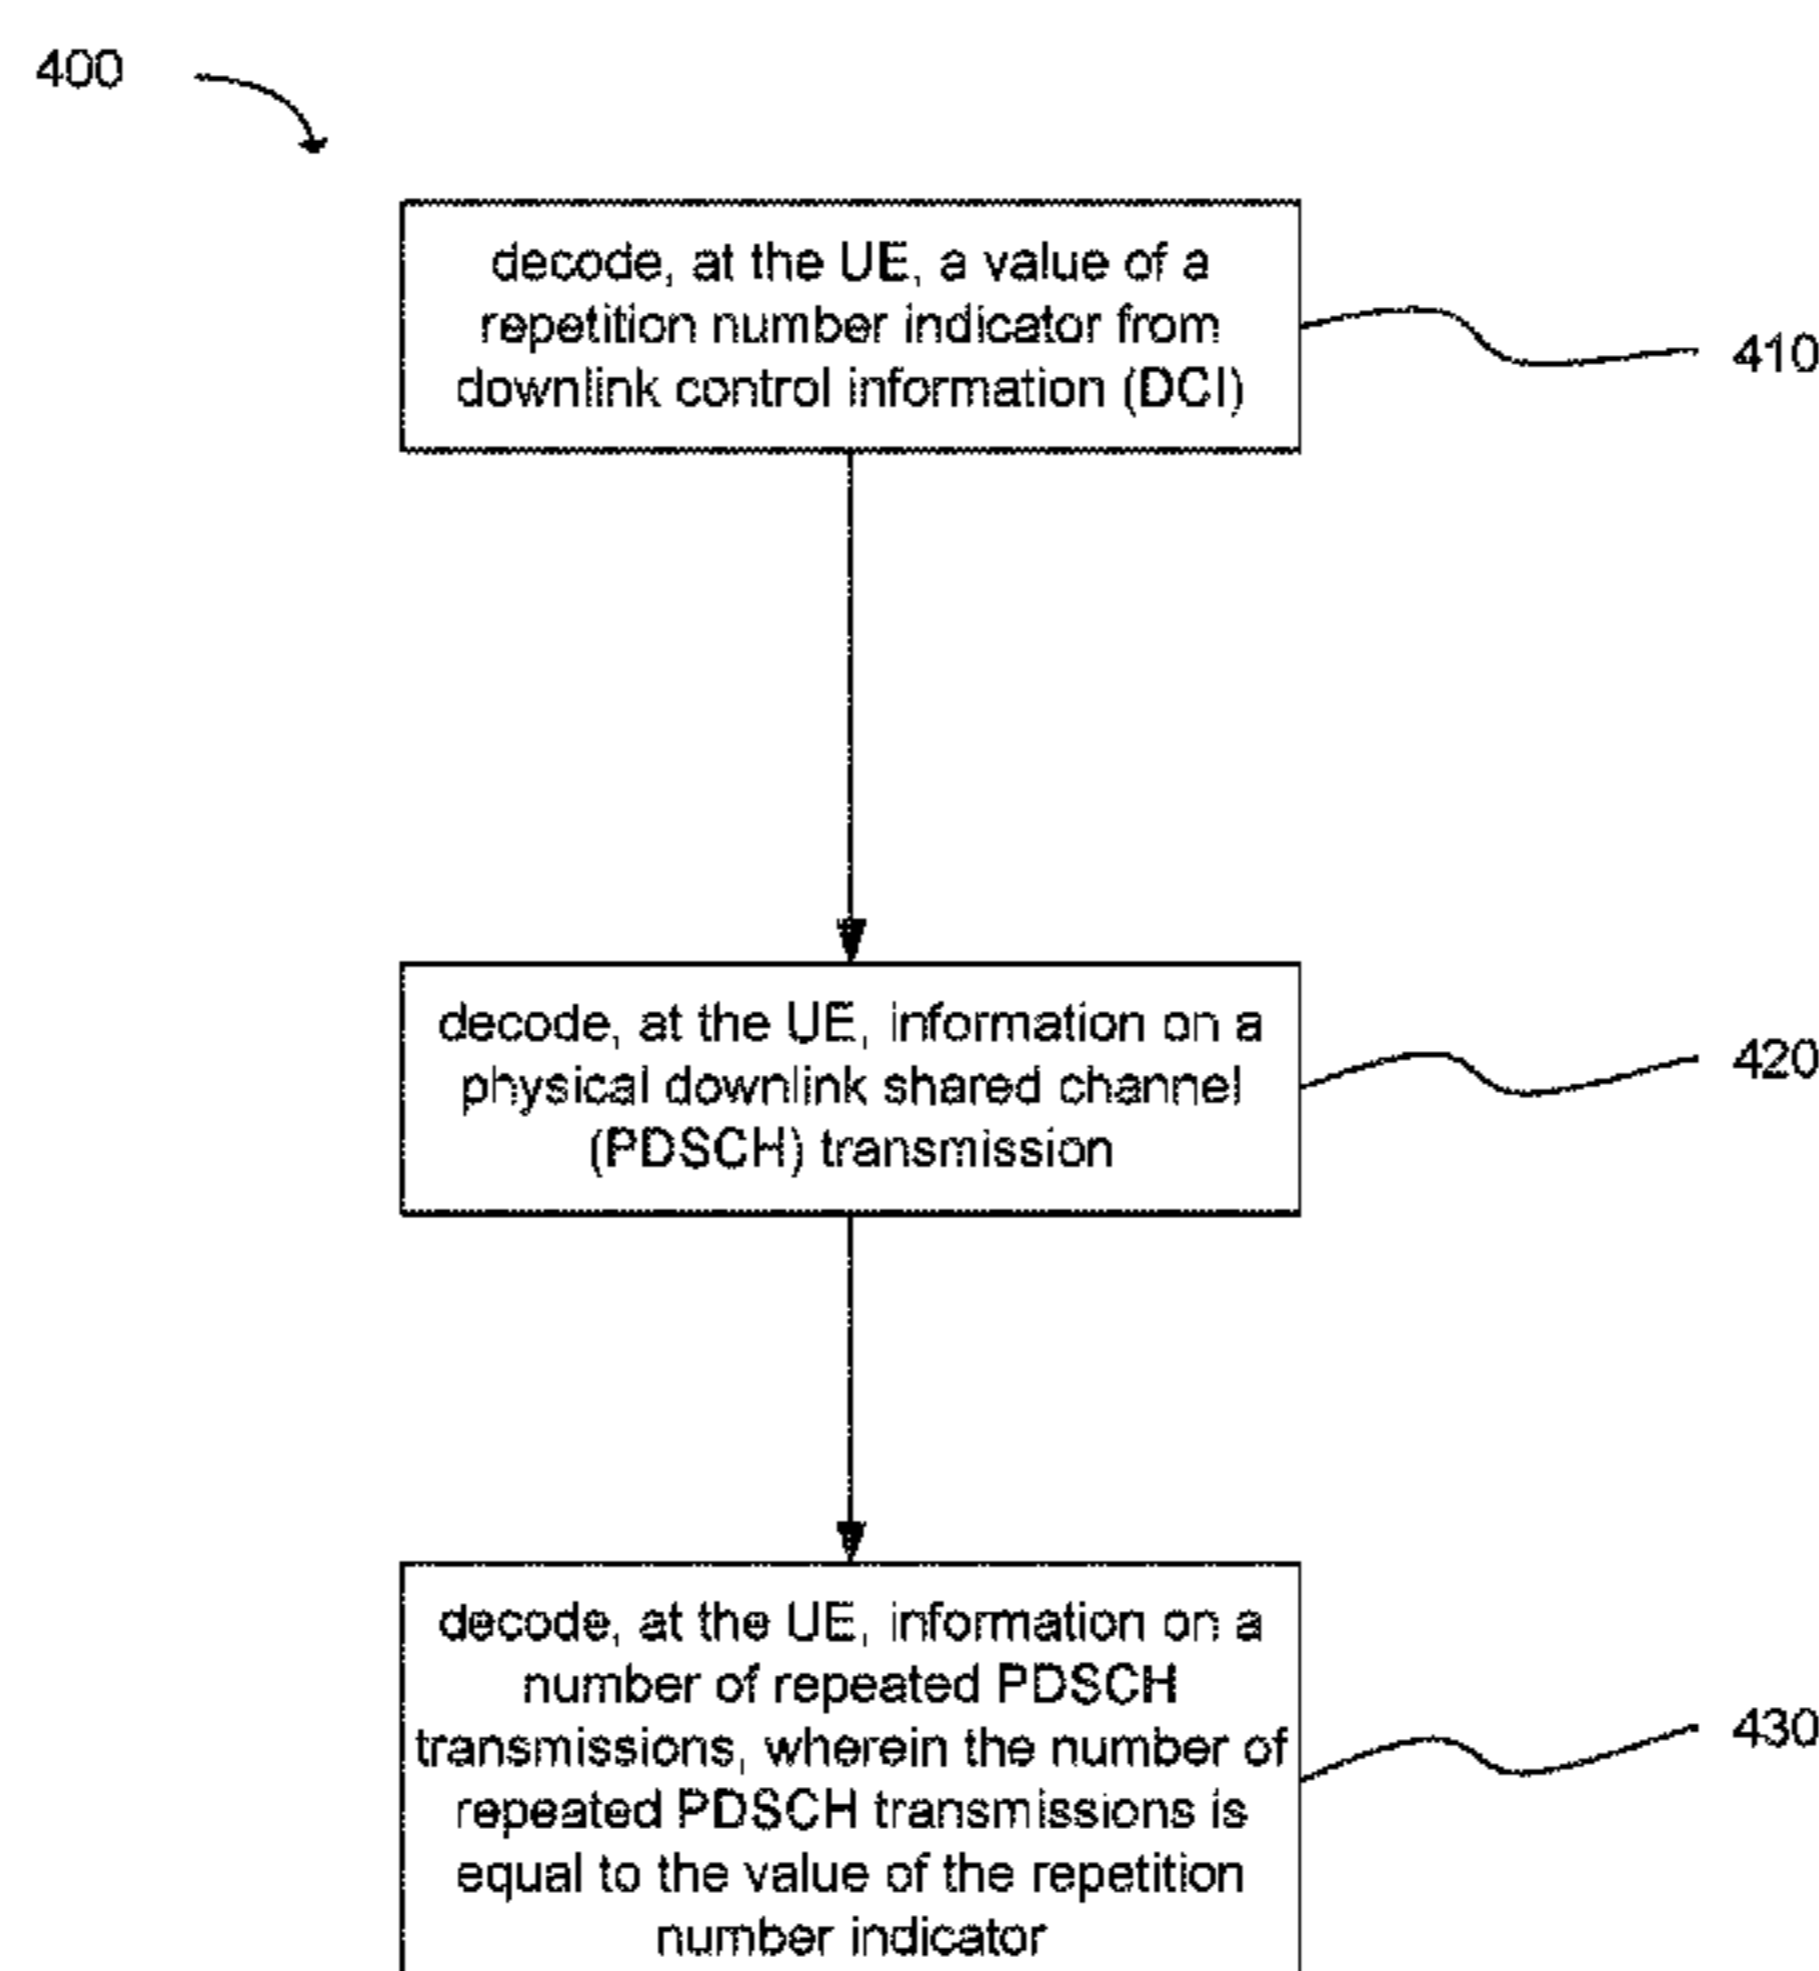 400
decode, at the UE, a value of a
repetition number indicator from
downlink control information (DCI)
410
decode, at the UE, information on a
physical downlink shared channel
(PDSCH) transmission
420
decode, at the UE, information on a
number of repeated PDSCH
transmissions, wherein the number of
repeated PDSCH transmissions is
equal to the value of the repetition
number indicator
430